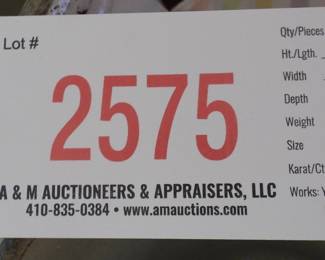 Lot #
2575
A & M AUCTIONEERS & APPRAISERS, LLC
410-835-0384 • www.amauctions.com
Qty/Pieces
Ht./Lgth.
Width
Depth
Weight
Size
Karat/Ct
Works: Y